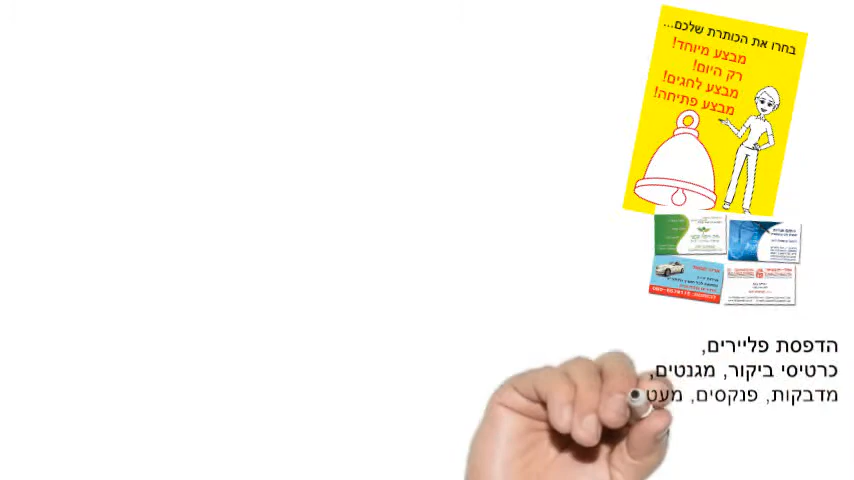 בחרו את הכותרת שלכם...
מבצע מיוחד!
רק היום!
מבצע לחגים!
מבצע פתיחה!
הדפסת פליירים,
כרטיסי ביקור, מגנטים,
מדבקות, פנקסים, מעט